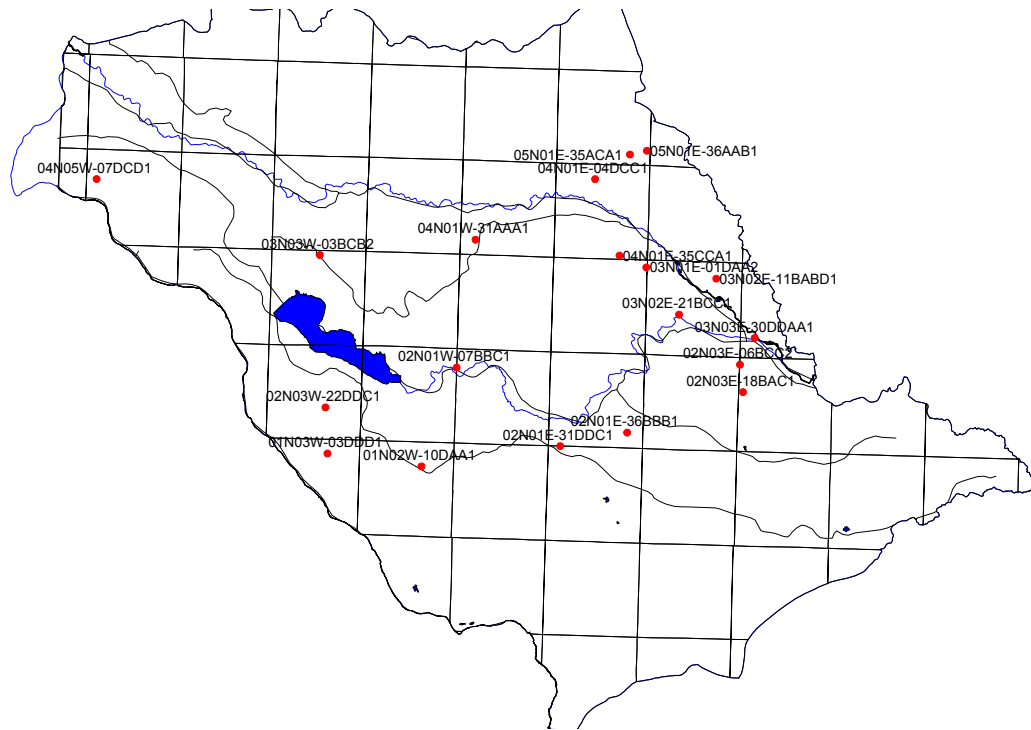 05N01E-36AAB1
05N01E-35ACA1
04N05W-07DCD1
04N01E-04DCC1
04N01W-31AAA1
03N03W-03BCB2
04N01E-35CCA1
03N01E-01DAA2
03N02E-11BABD1
03N02E-21BCC1
03N03E-30DDAA1
02N01W-07BBC1
02N03E-06BCC2
02N03E-18BAC1
02N03W-22DDC1
02N01E-36BBB1
02N01E-31DDC1
01N03W-03DDD1
01N02W-10DAA1